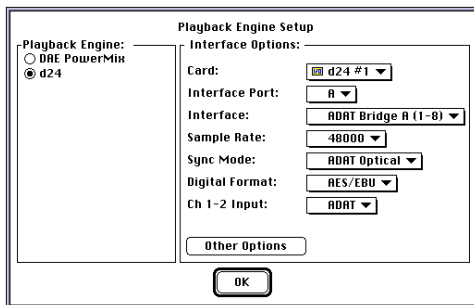 Playback Engine Setup
Playback Engine:
DAE PowerMix
d24
Interface Options:
Card: d24 #1
Interface Port: A
Interface: ADAT Bridge A (1-8)
Sample Rate: 48000
Sync Mode: ADAT Optical
Digital Format: AES/EBU
Ch 1-2 Input: ADAT
Other Options
OK